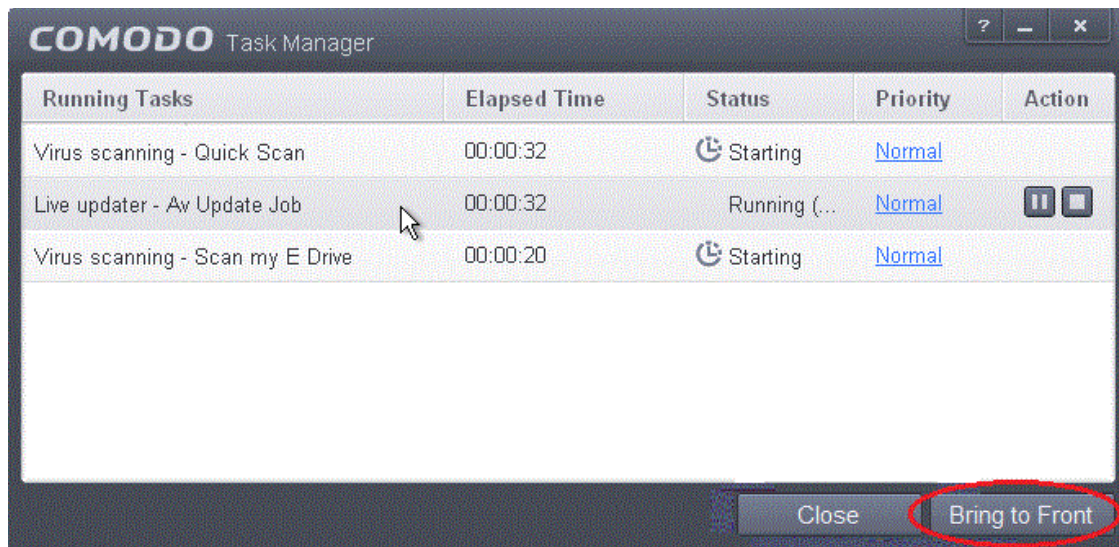 COMODO Task Manager ? – ×
Running Tasks Elapsed Time Status Priority Action
Virus scanning - Quick Scan 00:00:32 Starting Normal
Live updater - Av Update Job 00:00:32 Running (... Normal
Virus scanning - Scan my E Drive 00:00:20 Starting Normal
Close Bring to Front